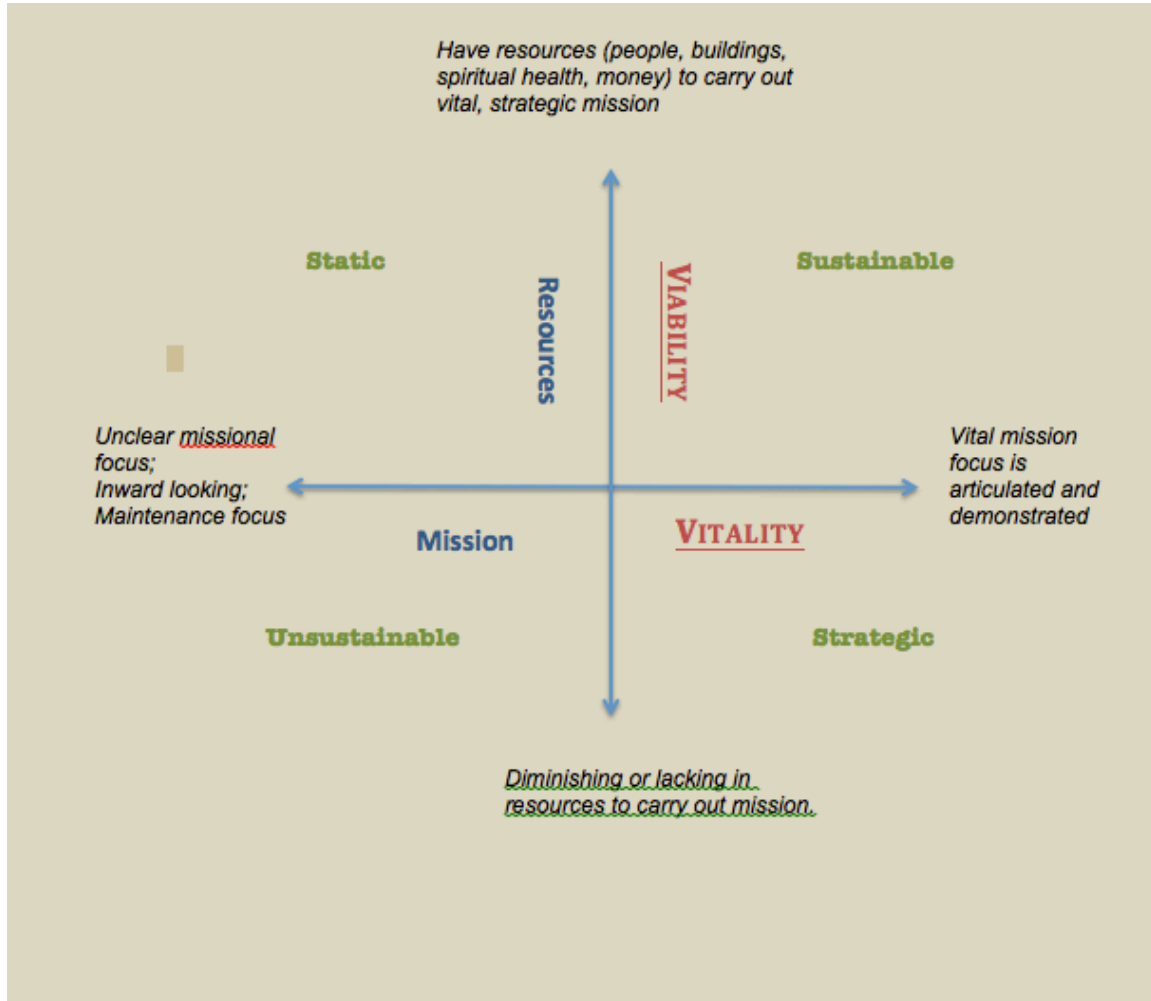 Have resources (people, buildings,
spiritual health, money) to carry out
vital, strategic mission
Static
Sustainable
Resources
VIABILITY
Unclear missional
focus;
Inward looking;
Maintenance focus
Vital mission
focus is
articulated and
demonstrated
Mission
VITALITY
Unsustainable
Strategic
Diminishing or lacking in
resources to carry out mission.